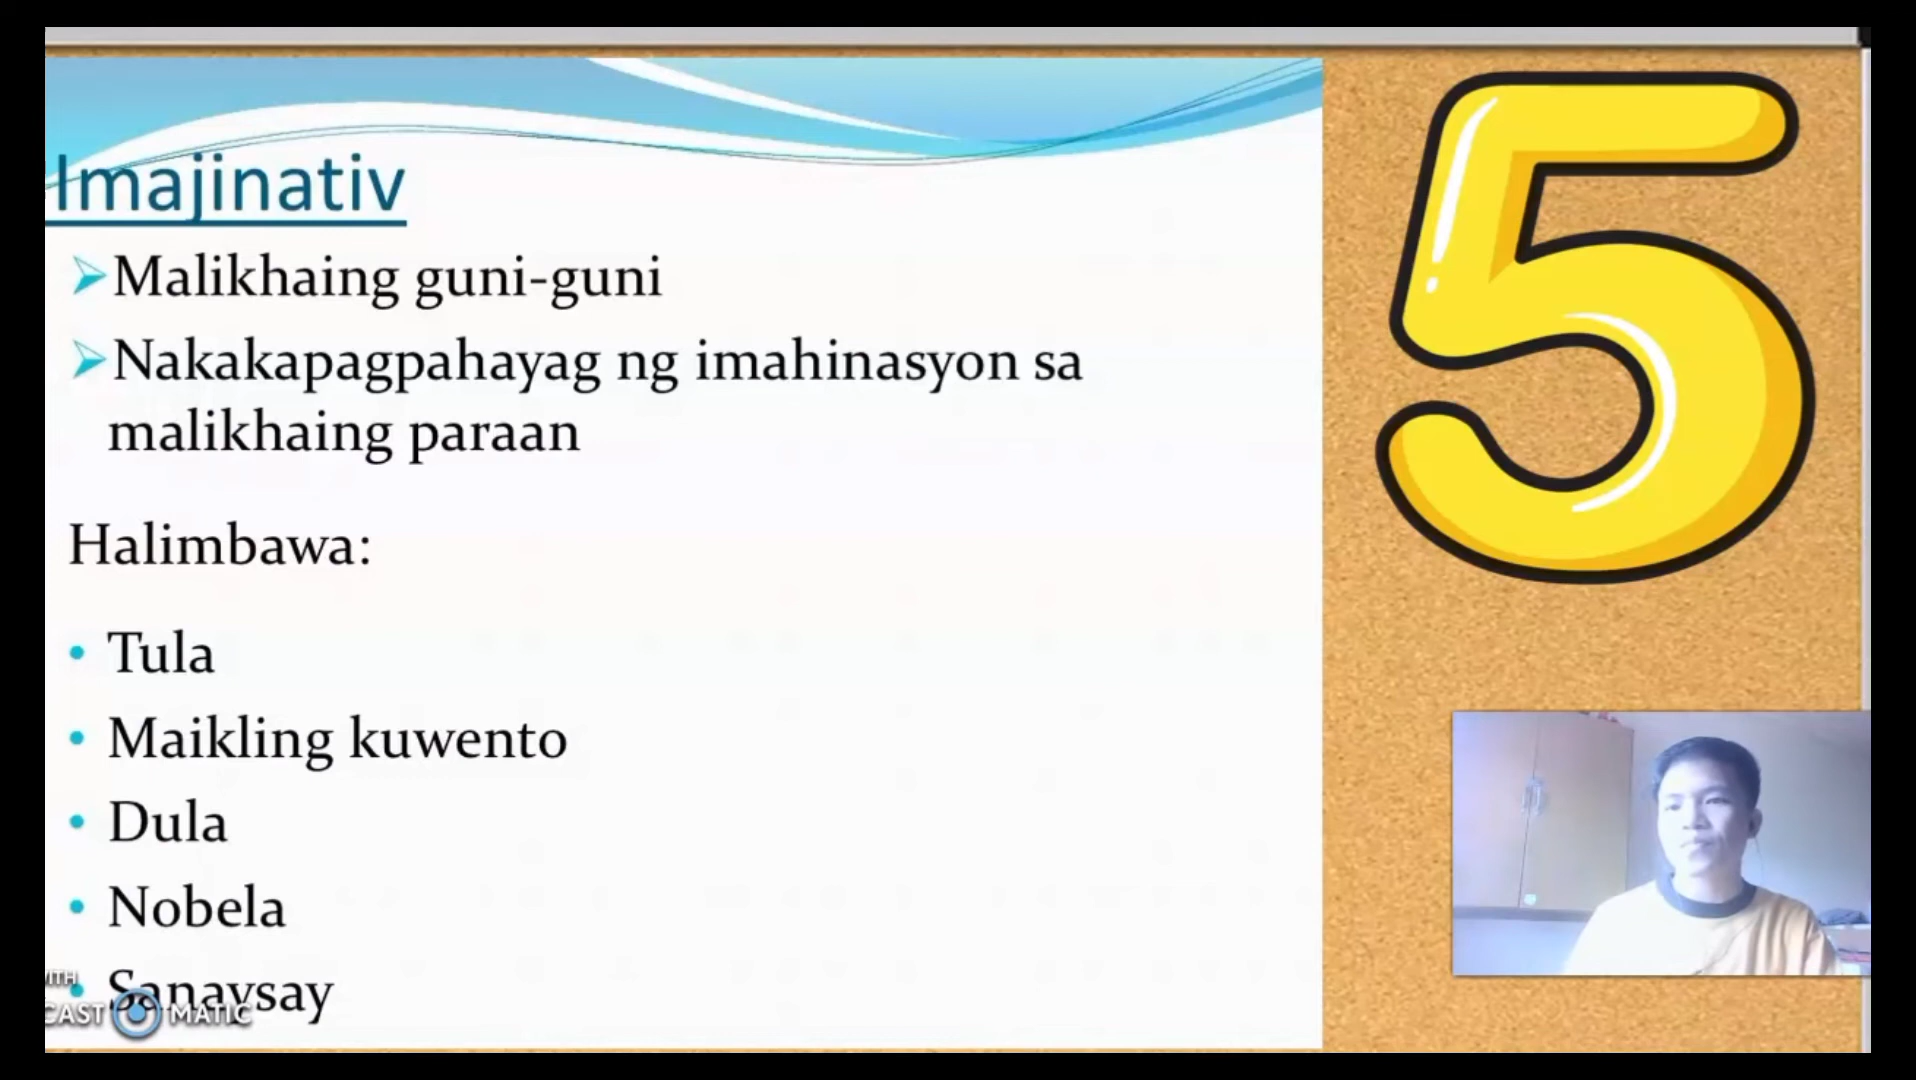 Imajinativ
Malikhaing guni-guni
Nakakapagpahayag ng imahinasyon sa
malikhaing paraan
Halimbawa:
Tula
Maikling kuwento
Dula
Nobela
Sanaysay
5
CAST MATIC